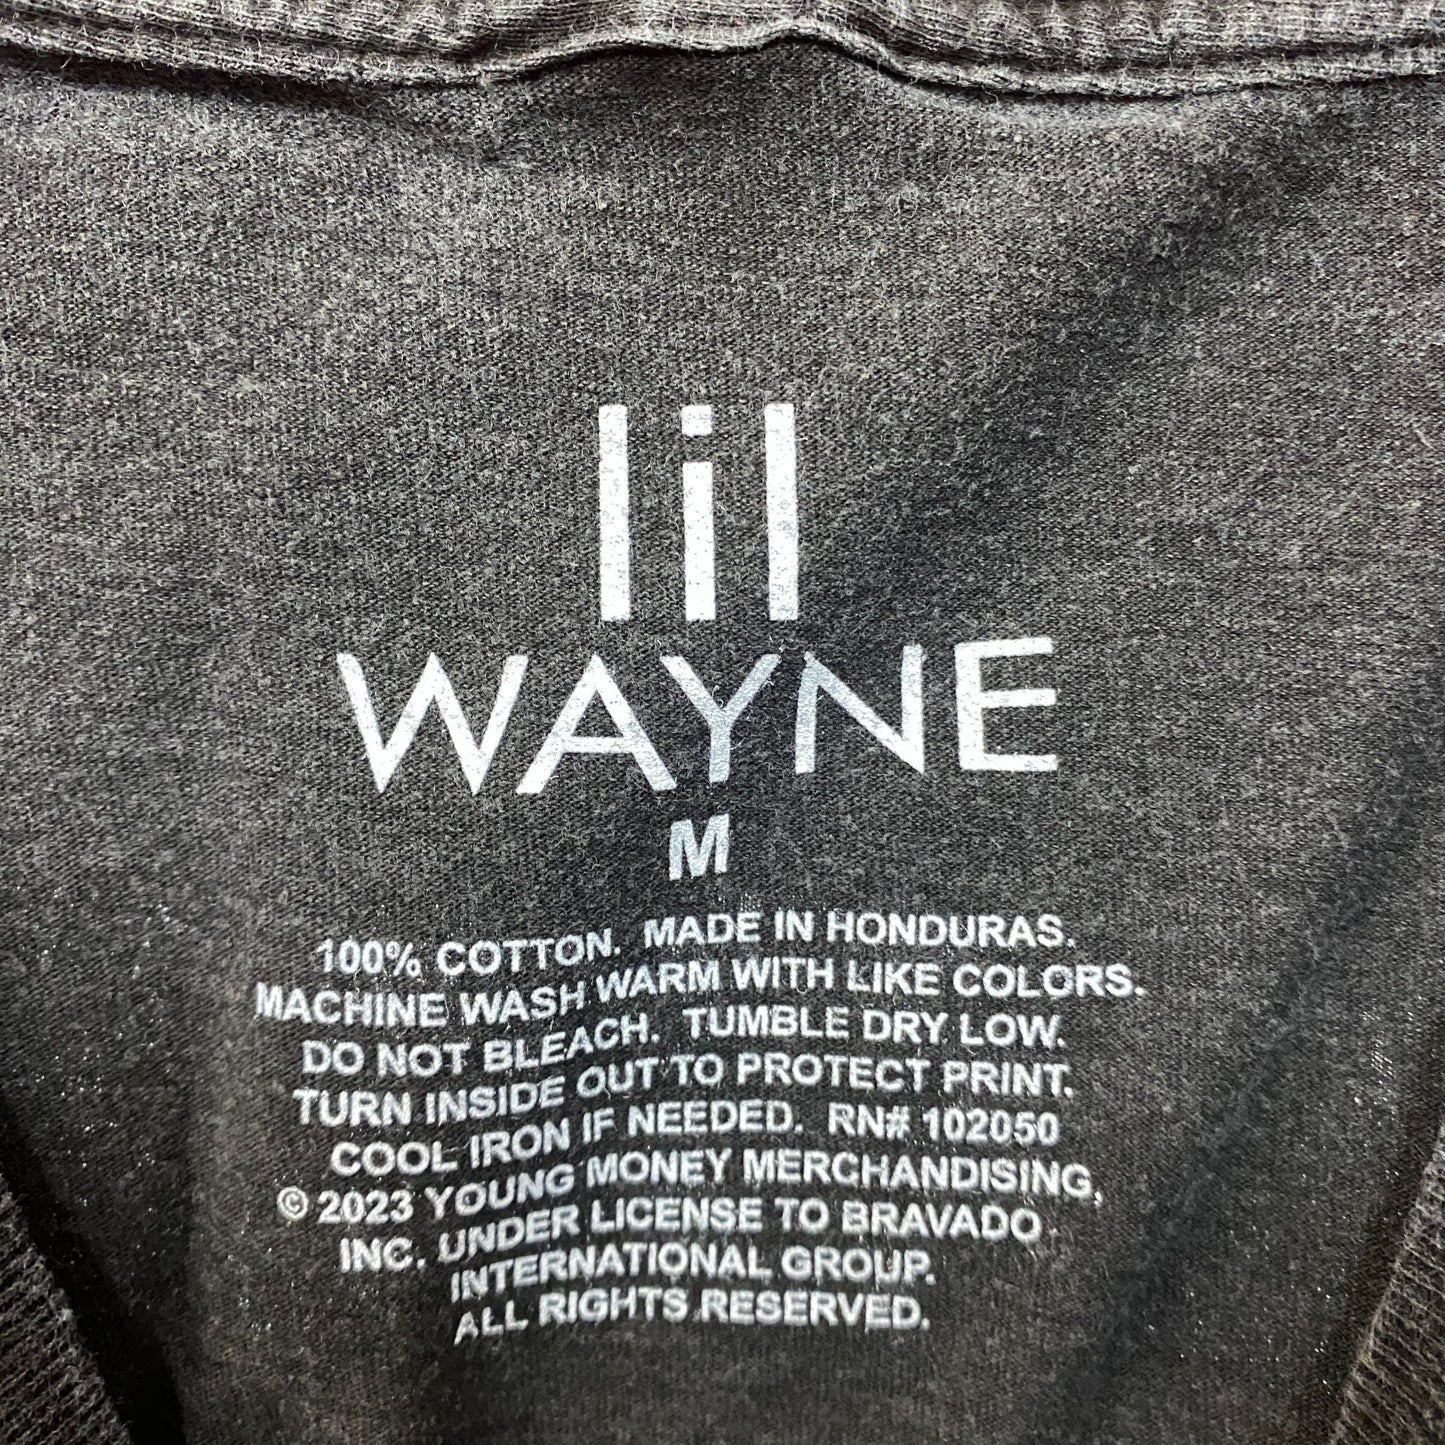 lil
WAYNE
M
100% COTTON. MADE IN HONDURAS.
MACHINE WASH WARM WITH LIKE COLORS.
DO NOT BLEACH. TUMBLE DRY LOW.
TURN INSIDE OUT TO PROTECT PRINT.
COOL IRON IF NEEDED. RN# 102050
© 2023 YOUNG MONEY MERCHANDISING,
INC. UNDER LICENSE TO BRAVADO
INTERNATIONAL GROUP.
ALL RIGHTS RESERVED.